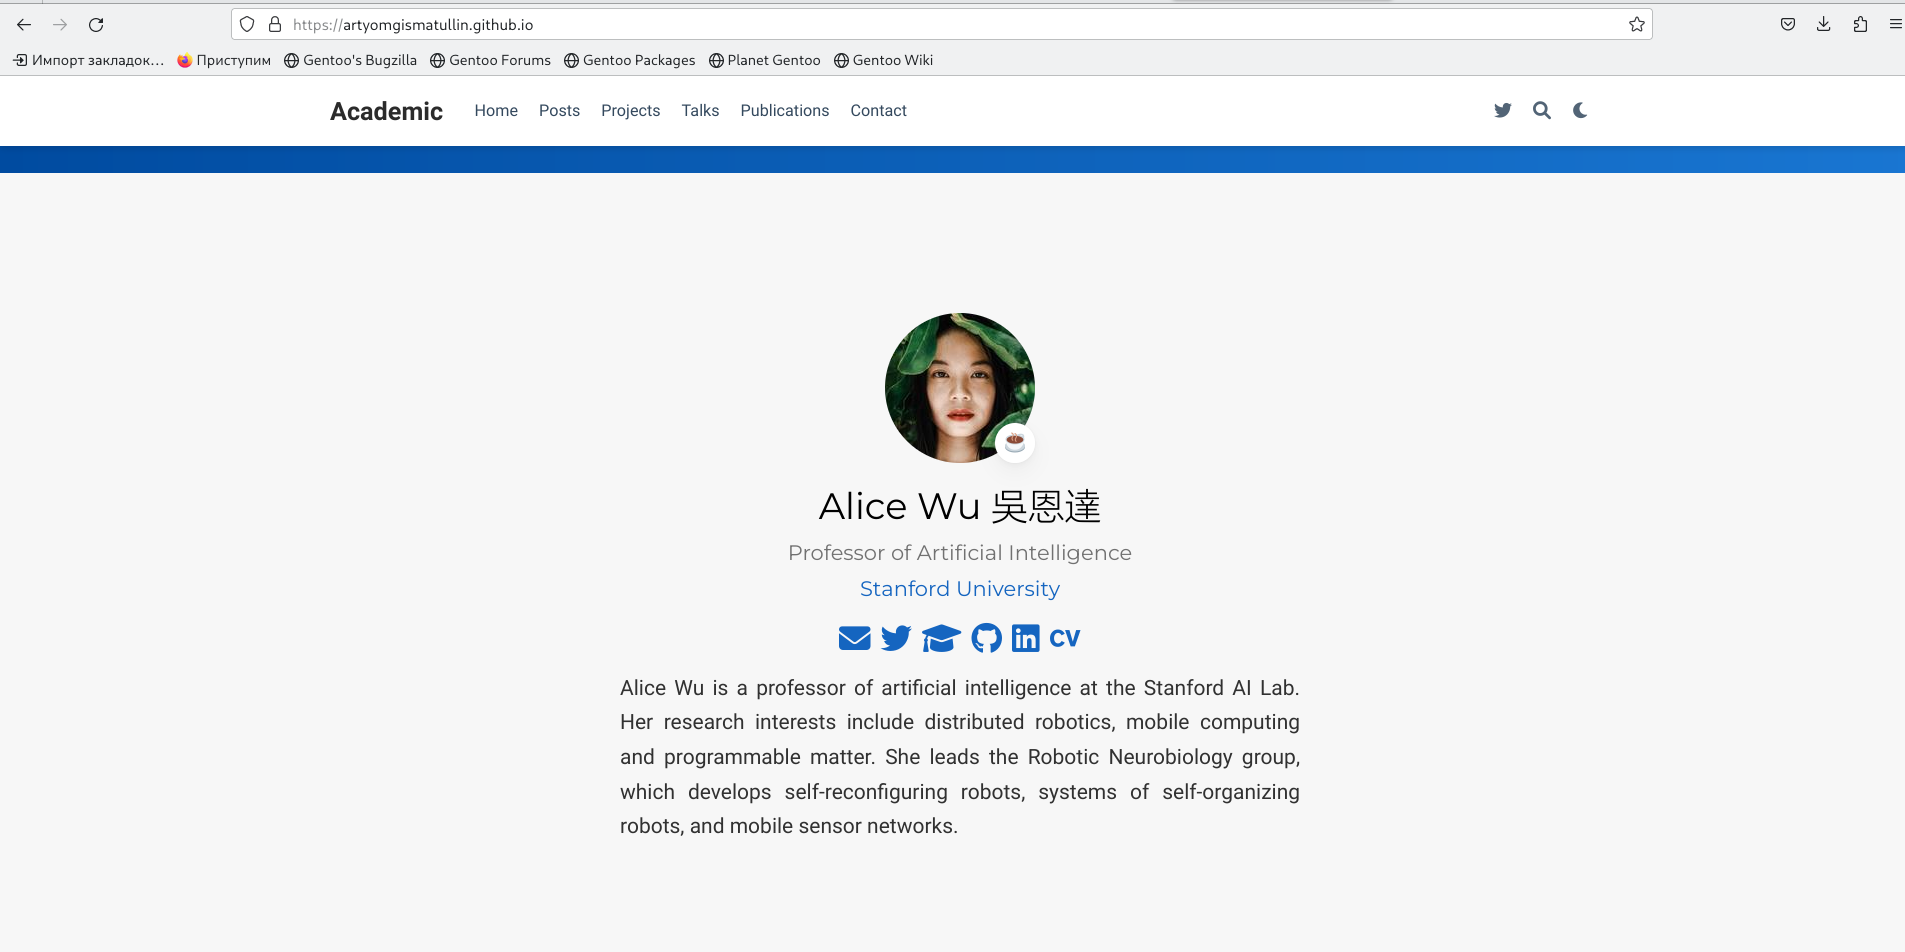 https://artyomgismatullin.github.io
Импорт закладок… Приступим Gentoo's Bugzilla Gentoo Forums Gentoo Packages Planet Gentoo Gentoo Wiki
Academic Home Posts Projects Talks Publications Contact
Alice Wu 吳恩達
Professor of Artificial Intelligence
Stanford University
in CV
Alice Wu is a professor of artificial intelligence at the Stanford AI Lab.
Her research interests include distributed robotics, mobile computing
and programmable matter. She leads the Robotic Neurobiology group,
which develops self-reconfiguring robots, systems of self-organizing
robots, and mobile sensor networks.